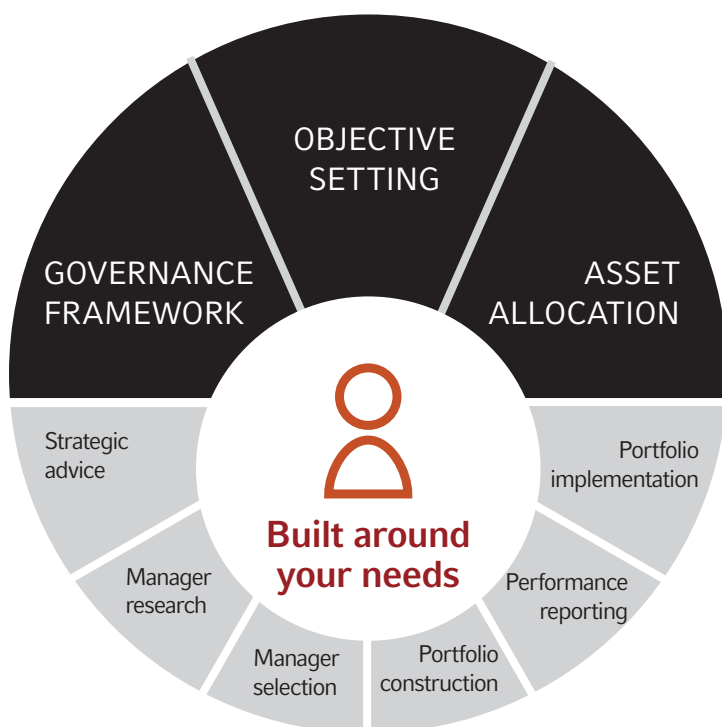 OBJECTIVE
SETTING
GOVERNANCE
FRAMEWORK
ASSET
ALLOCATION
Built around
your needs
Strategic
advice
Manager
research
Manager
selection
Portfolio
construction
Performance
reporting
Portfolio
implementation